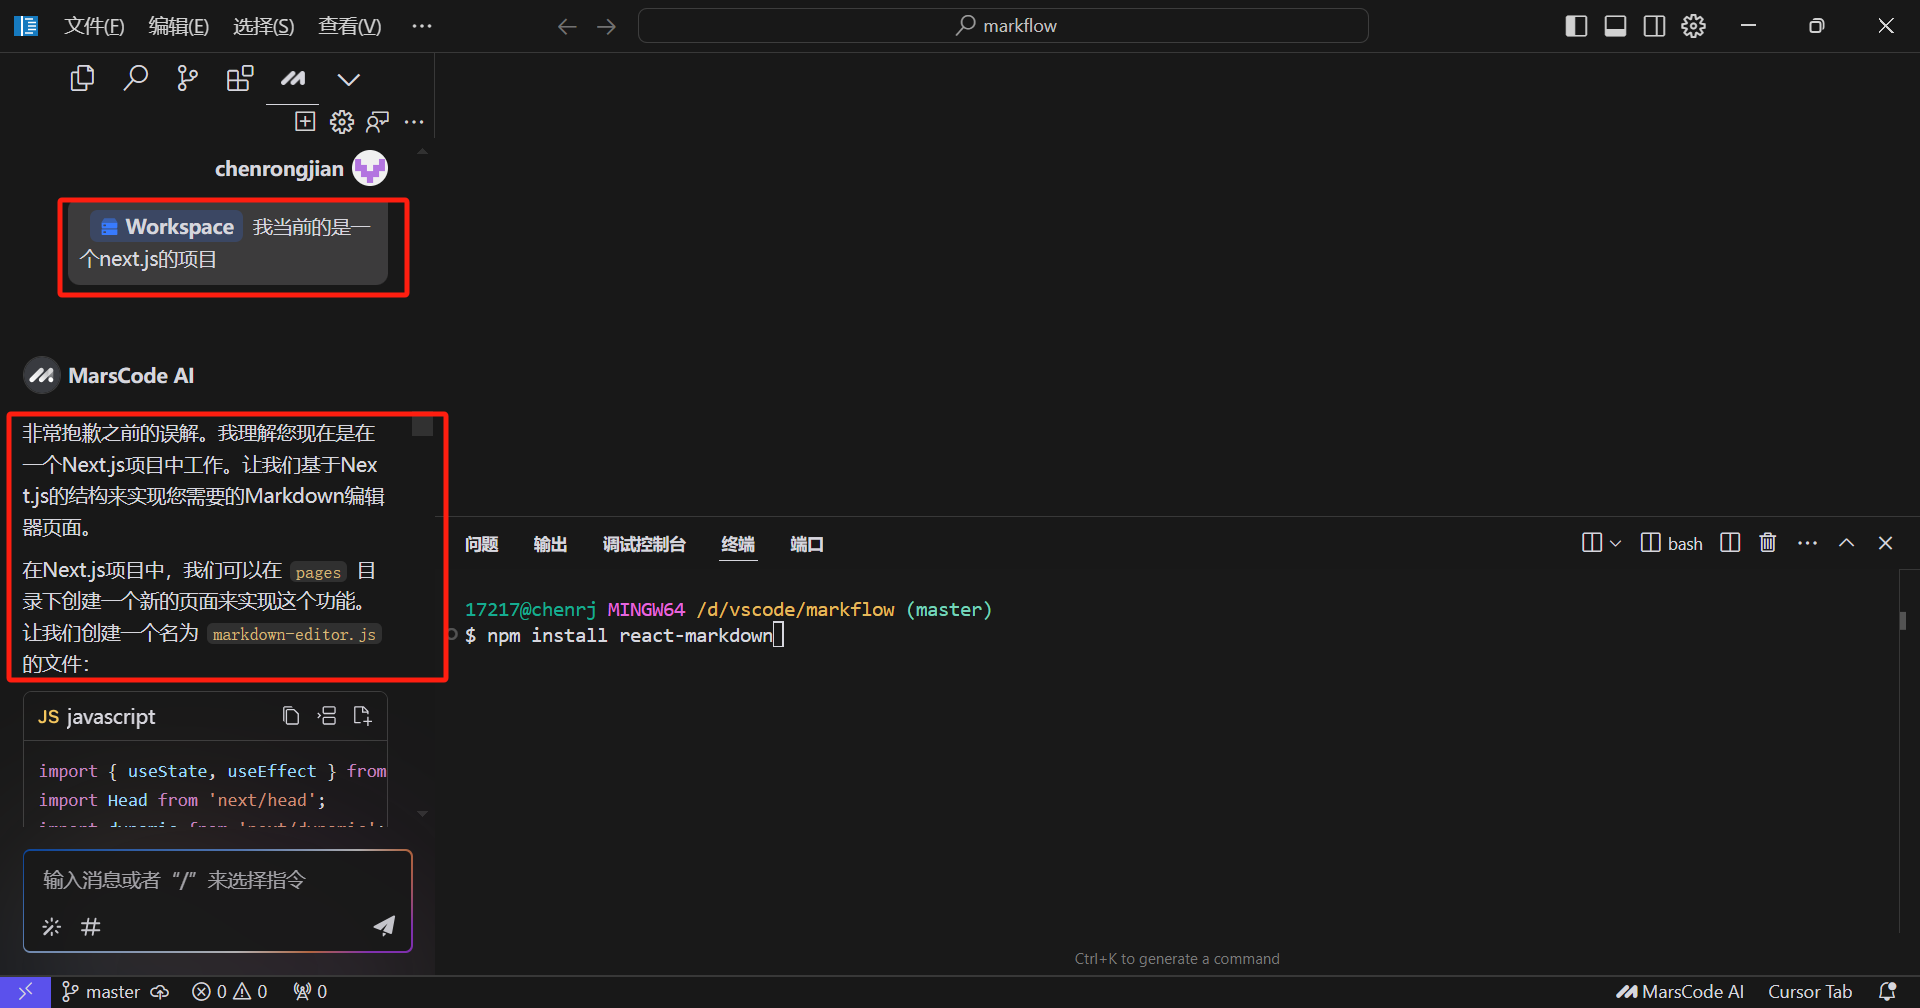 文件(F) 编辑(E) 选择(S) 查看(V) ···
markflow
chenrongjian
Workspace 我当前的是一
个next.js的项目
MarsCode AI
非常抱歉之前的误解。我理解您现在是在
一个Next.js项目中工作。让我们基于Nex
t.js的结构来实现您需要的Markdown编辑
器页面。
在Next.js项目中，我们可以在 pages 目
录下创建一个新的页面来实现这个功能。
让我们创建一个名为 markdown-editor.js
的文件：
JS javascript
import { useState, useEffect } from
import Head from 'next/head';
import dynamic from 'next/dynamic';
输入消息或者 “/” 来选择指令
问题 输出 调试控制台 终端 端口
bash
17217@chenrj MINGW64 /d/vscode/markflow (master)
$ npm install react-markdown
Ctrl+K to generate a command
master 0 0 0
MarsCode AI Cursor Tab